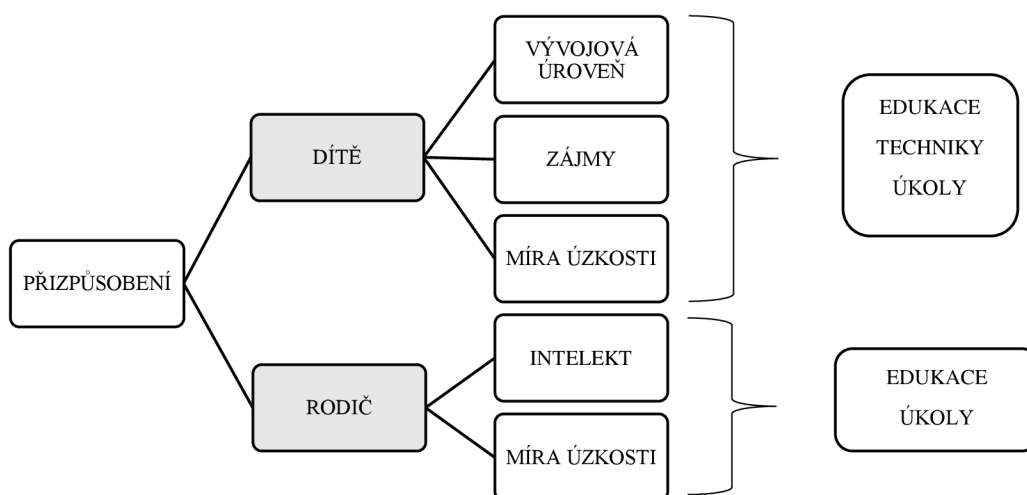 VÝVOJOVÁ
ÚROVEŇ
ZÁJMY
MÍRA ÚZKOSTI
DÍTĚ
EDUKACE
TECHNIKY
ÚKOLY
PŘIZPŮSOBENÍ
RODIČ
INTELEKT
MÍRA ÚZKOSTI
EDUKACE
ÚKOLY